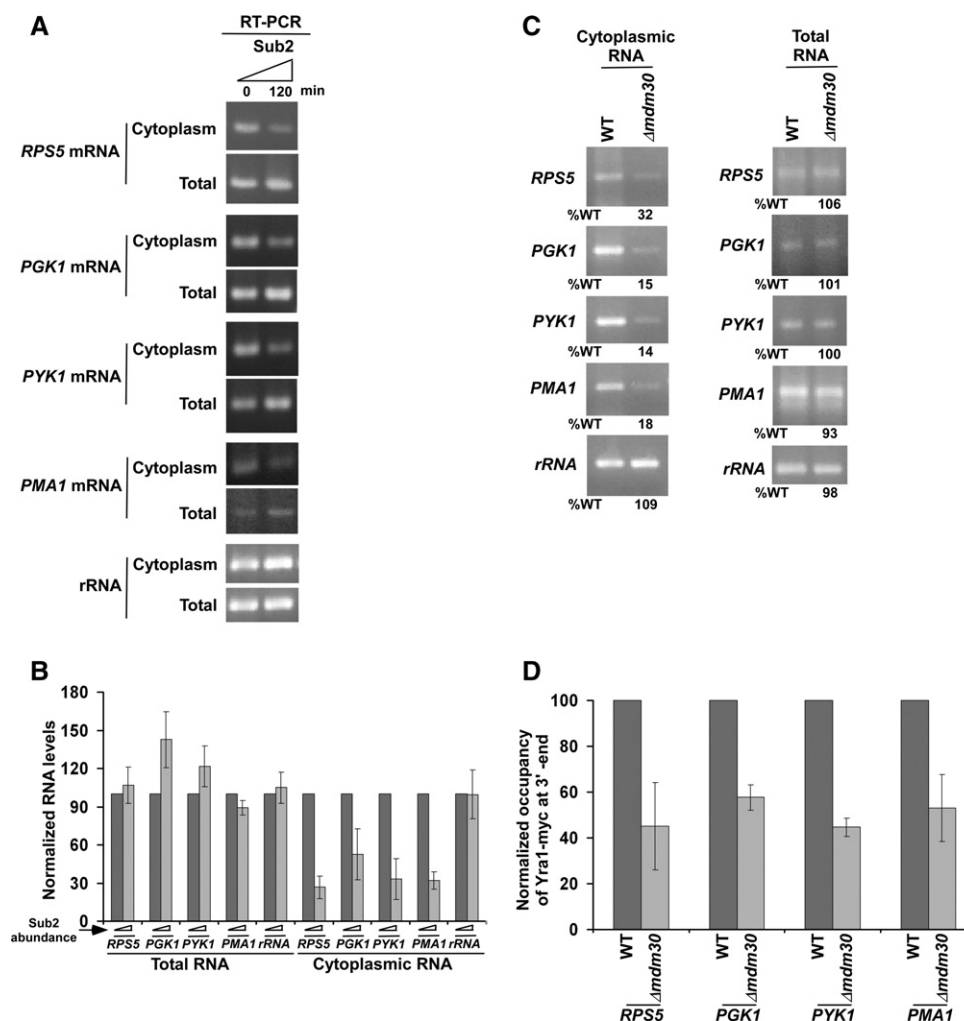 A
RT-PCR
Sub2
0 120 min
RPS5 mRNA
Cytoplasm
Total
PGK1 mRNA
Cytoplasm
Total
PYK1 mRNA
Cytoplasm
Total
PMA1 mRNA
Cytoplasm
Total
rRNA
Cytoplasm
Total
C
Cytoplasmic
RNA
WT Δmdm30
RPS5
%WT 32
PGK1
%WT 15
PYK1
%WT 14
PMA1
%WT 18
rRNA
%WT 109
Total
RNA
WT Δmdm30
RPS5
%WT 106
PGK1
%WT 101
PYK1
%WT 100
PMA1
%WT 93
rRNA
%WT 98
B
Normalized RNA levels
180
150
120
90
60
30
0
Sub2
abundance
RPS5 PGK1 PYK1 PMA1 rRNA RPS5 PGK1 PYK1 PMA1 rRNA
Total RNA Cytoplasmic RNA
D
Normalized occupancy
of Yra1-myc at 3' -end
100
80
60
40
20
0
WT Δmdm30 WT Δmdm30 WT Δmdm30 WT Δmdm30
RPS5 PGK1 PYK1 PMA1